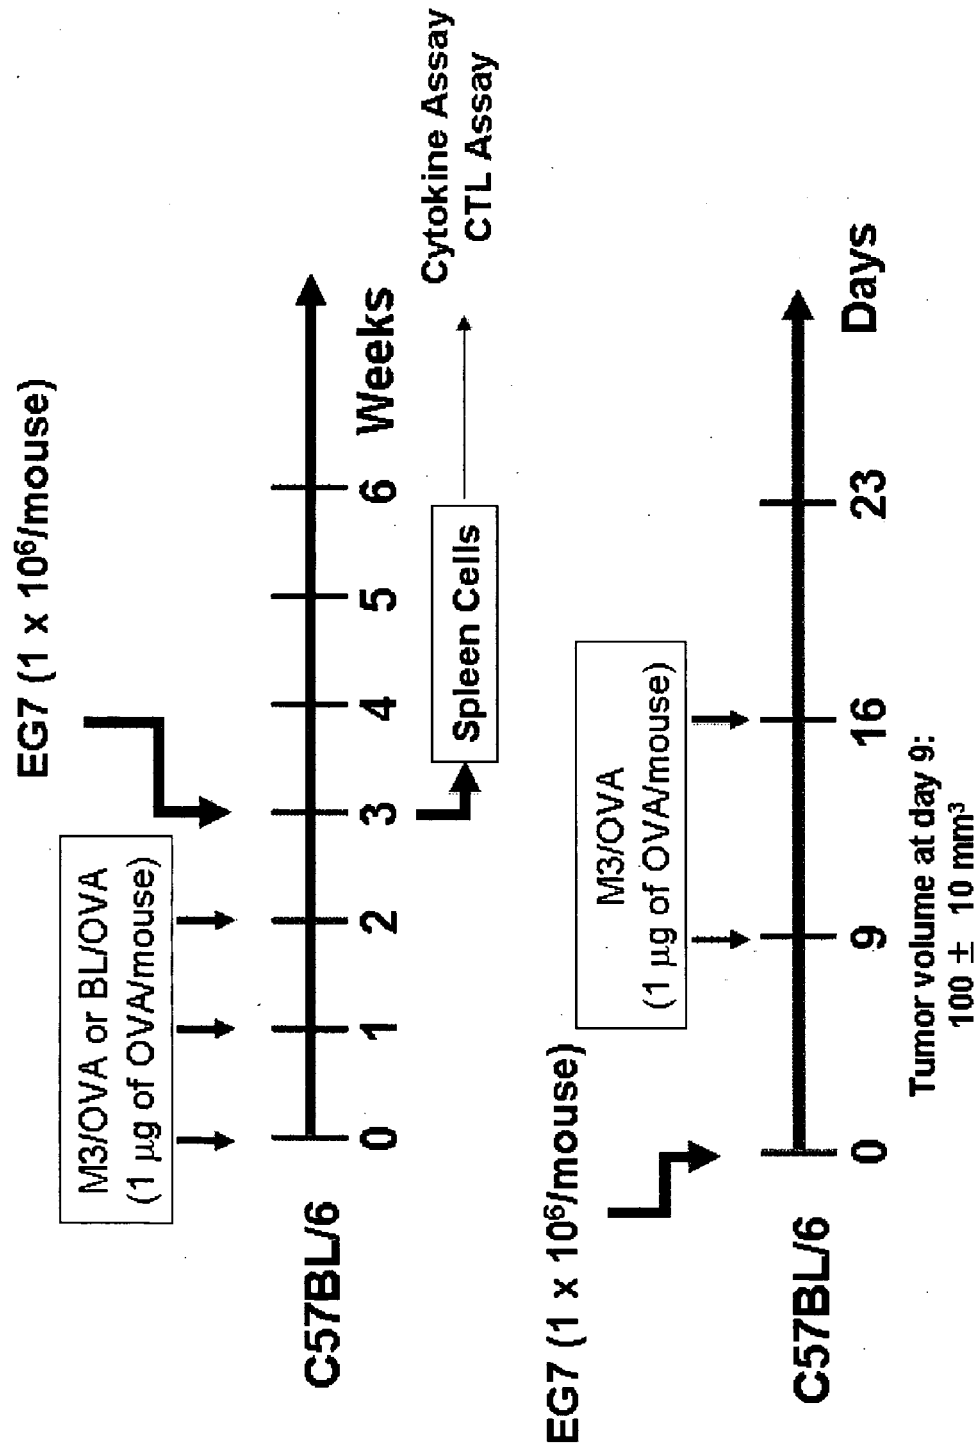 EG7 (1 x 10⁶/mouse)
M3/OVA or BL/OVA
(1 μg of OVA/mouse)
C57BL/6
0 1 2 3 4 5 6 Weeks
Spleen Cells
Cytokine Assay
CTL Assay
EG7 (1 x 10⁶/mouse)
M3/OVA
(1 μg of OVA/mouse)
C57BL/6
0 9 16 23 Days
Tumor volume at day 9:
100 ± 10 mm³